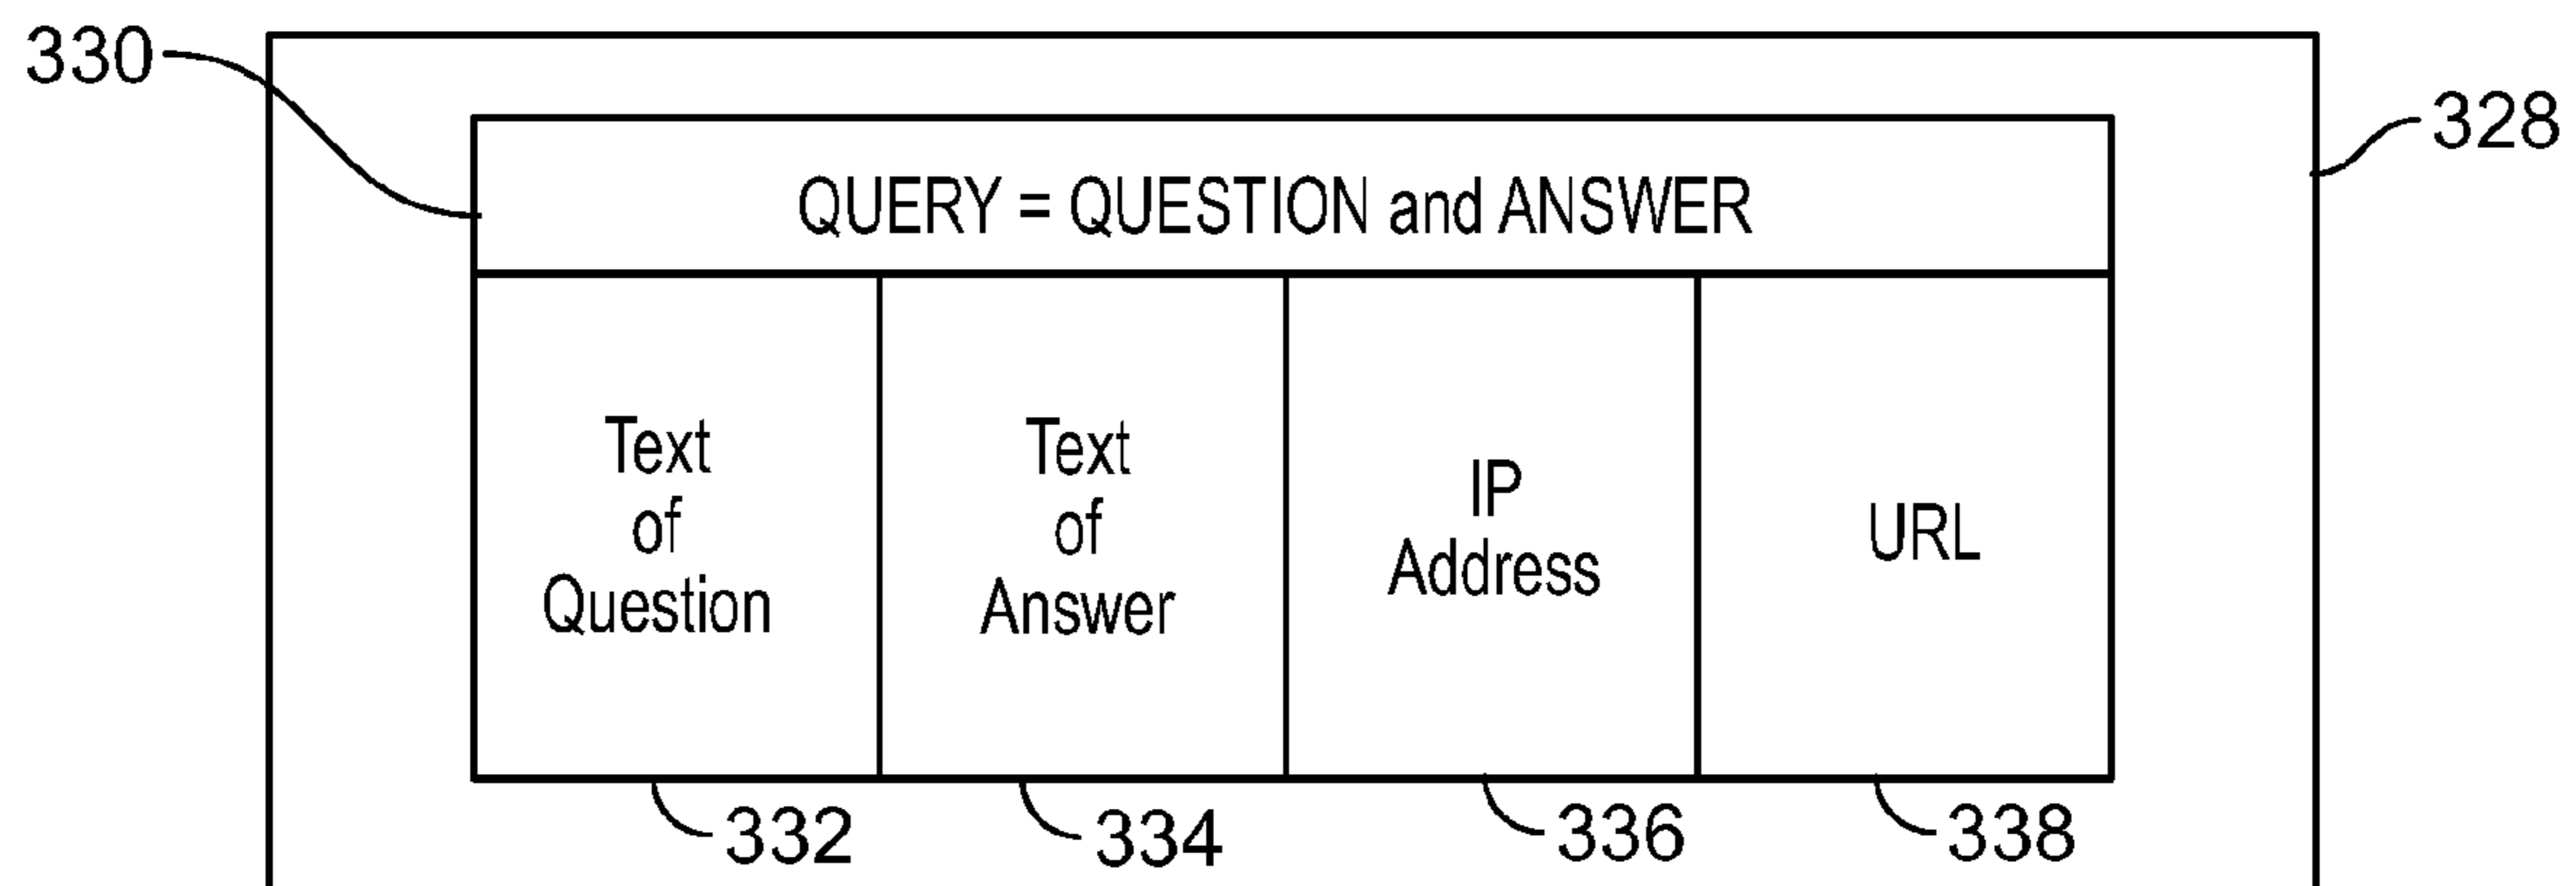 330
328
QUERY = QUESTION and ANSWER
Text
of
Question
Text
of
Answer
IP
Address
URL
332
334
336
338